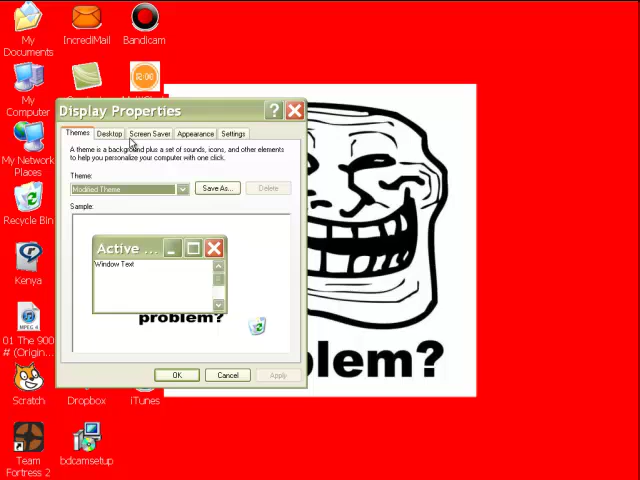 My
Documents
IncrediMail
Bandicam
My
Computer
My Network
Places
Recycle Bin
Kenya
MPEG 4
01 The 900
# (Origin...
Scratch
Dropbox
iTunes
Team
Fortress 2
bdcamsetup
Display Properties
Themes
Desktop
Screen Saver
Appearance
Settings
A theme is a background plus a set of sounds, icons, and other elements
to help you personalize your computer with one click.
Theme:
Modified Theme
Save As...
Delete
Sample:
Active ...
Window Text
problem?
OK
Cancel
Apply
blem?